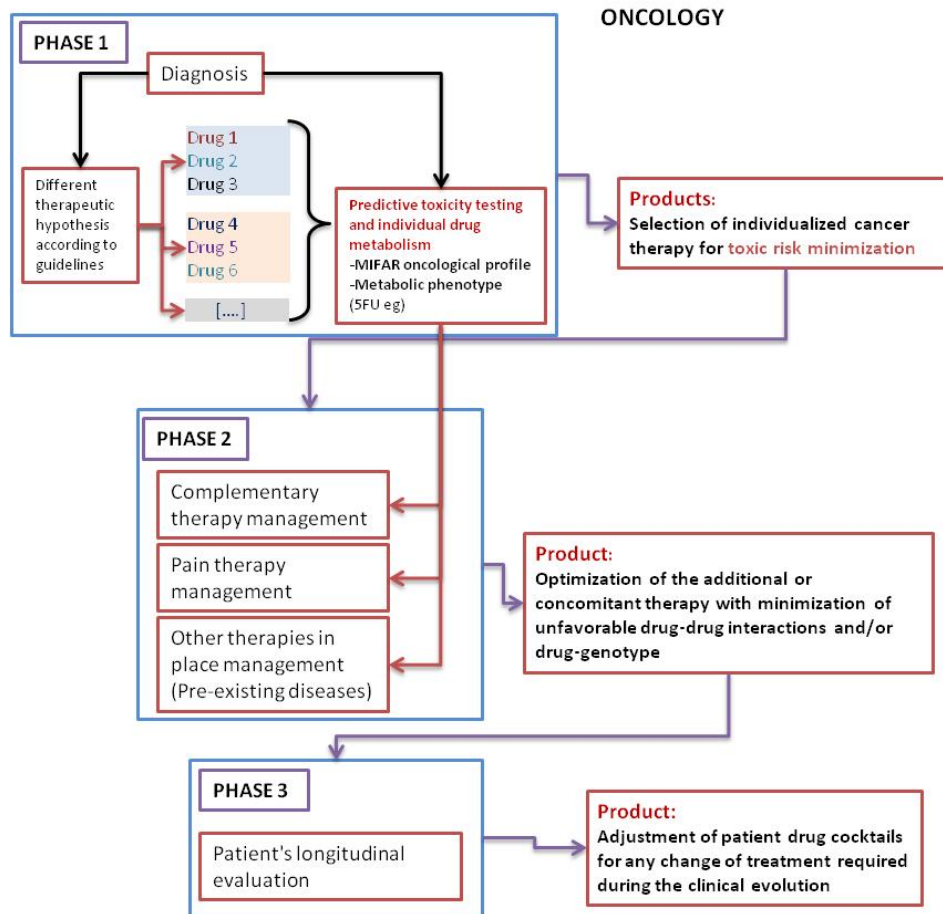 ONCOLOGY
PHASE 1
Diagnosis
Different
therapeutic
hypothesis
according to
guidelines
Drug 1
Drug 2
Drug 3
Drug 4
Drug 5
Drug 6
[....]
Predictive toxicity testing
and individual drug
metabolism
-MIFAR oncological profile
-Metabolic phenotype
(5FU eg)
Products:
Selection of individualized cancer
therapy for toxic risk minimization
PHASE 2
Complementary
therapy management
Pain therapy
management
Other therapies in
place management
(Pre-existing diseases)
Product:
Optimization of the additional or
concomitant therapy with minimization of
unfavorable drug-drug interactions and/or
drug-genotype
PHASE 3
Patient's longitudinal
evaluation
Product:
Adjustment of patient drug cocktails
for any change of treatment required
during the clinical evolution